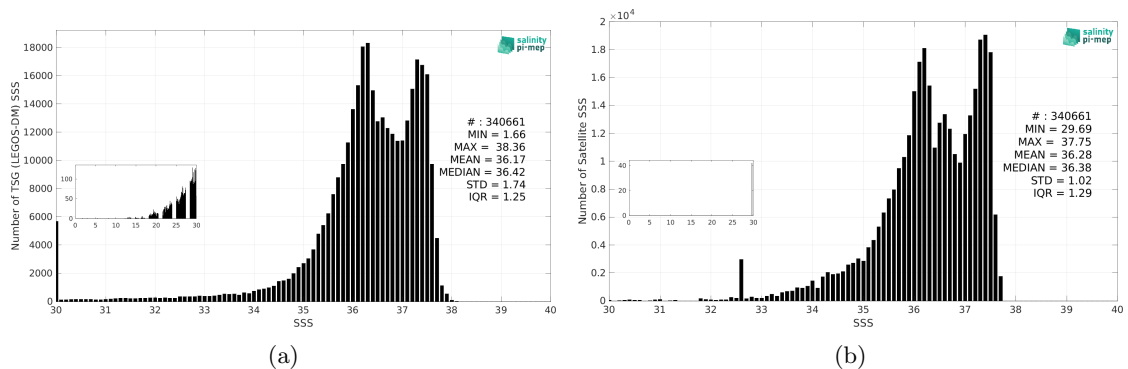 salinity
pi-mep
Number of TSG (LEGOS-DM) SSS
18000
16000
14000
12000
10000
8000
6000
4000
2000
0
# : 340661
MIN = 1.66
MAX = 38.36
MEAN = 36.17
MEDIAN = 36.42
STD = 1.74
IQR = 1.25
100
50
0
0 5 10 15 20 25 30
30 31 32 33 34 35 36 37 38 39 40
SSS
(a)
×10⁴
salinity
pi-mep
Number of Satellite SSS
2
1.8
1.6
1.4
1.2
1
0.8
0.6
0.4
0.2
0
# : 340661
MIN = 29.69
MAX = 37.75
MEAN = 36.28
MEDIAN = 36.38
STD = 1.02
IQR = 1.29
40
20
0
0 5 10 15 20 25 30
30 31 32 33 34 35 36 37 38 39 40
SSS
(b)